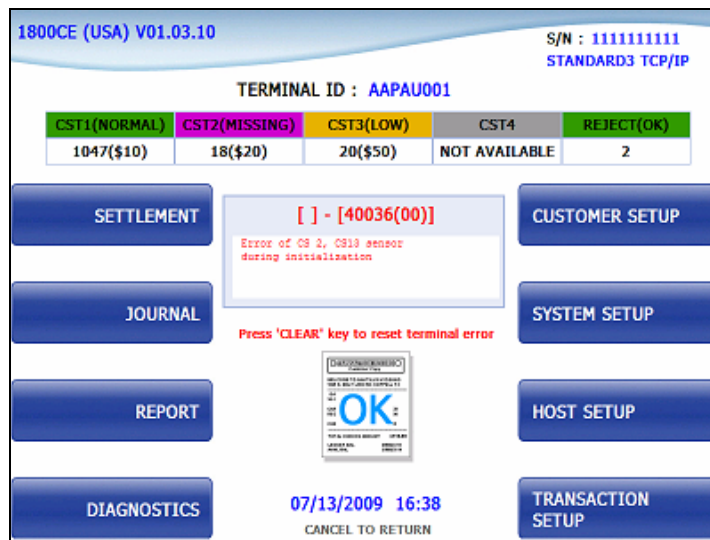 1800CE (USA) V01.03.10
S/N : 1111111111
STANDARD3 TCP/IP
TERMINAL ID : AAPAU001
CST1(NORMAL) CST2(MISSING) CST3(LOW) CST4 REJECT(OK)
1047($10) 18($20) 20($50) NOT AVAILABLE 2
SETTLEMENT
[ ] - [40036(00)]
CUSTOMER SETUP
Error of CS 2, CS13 sensor
during initialization
JOURNAL
SYSTEM SETUP
Press 'CLEAR' key to reset terminal error
REPORT
OK
HOST SETUP
DIAGNOSTICS
07/13/2009 16:38
CANCEL TO RETURN
TRANSACTION
SETUP